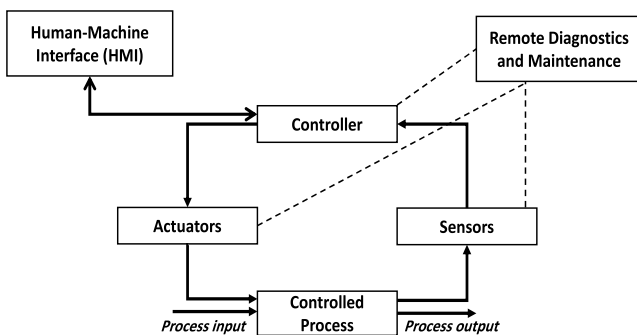 Human-Machine
Interface (HMI)
Remote Diagnostics
and Maintenance
Controller
Actuators
Sensors
Controlled
Process
Process input
Process output